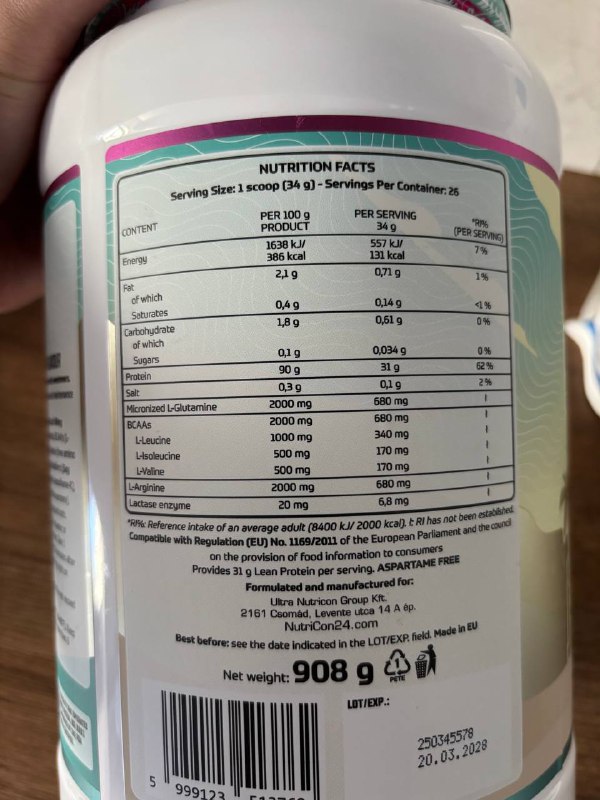 NUTRITION FACTS
Serving Size: 1 scoop (34 g) - Servings Per Container: 26
CONTENT PER 100 g PRODUCT PER SERVING 34 g *RI% (PER SERVING)
Energy 1638 kJ/ 386 kcal 557 kJ/ 131 kcal 7 %
Fat 2,1 g 0,71 g 1 %
of which
Saturates 0,4 g 0,14 g <1 %
Carbohydrate 1,8 g 0,61 g 0 %
of which
Sugars 0,1 g 0,034 g 0 %
Protein 90 g 31 g 62 %
Salt 0,3 g 0,1 g 2 %
Micronized L-Glutamine 2000 mg 680 mg ł
BCAAs 2000 mg 680 mg ł
L-Leucine 1000 mg 340 mg ł
L-Isoleucine 500 mg 170 mg ł
L-Valine 500 mg 170 mg ł
L-Arginine 2000 mg 680 mg ł
Lactase enzyme 20 mg 6,8 mg ł
*RI%: Reference intake of an average adult (8400 kJ/ 2000 kcal). ł: RI has not been established.
Compatible with Regulation (EU) No. 1169/2011 of the European Parliament and the council
on the provision of food information to consumers
Provides 31 g Lean Protein per serving. ASPARTAME FREE
Formulated and manufactured for:
Ultra Nutricon Group Kft.
2161 Csomád, Levente utca 14 A ép.
NutriCon24.com
Best before: see the date indicated in the LOT/EXP. field. Made in EU
Net weight: 908 g
1
PETE
LOT/EXP.:
250345578
20.03.2028
5 999123